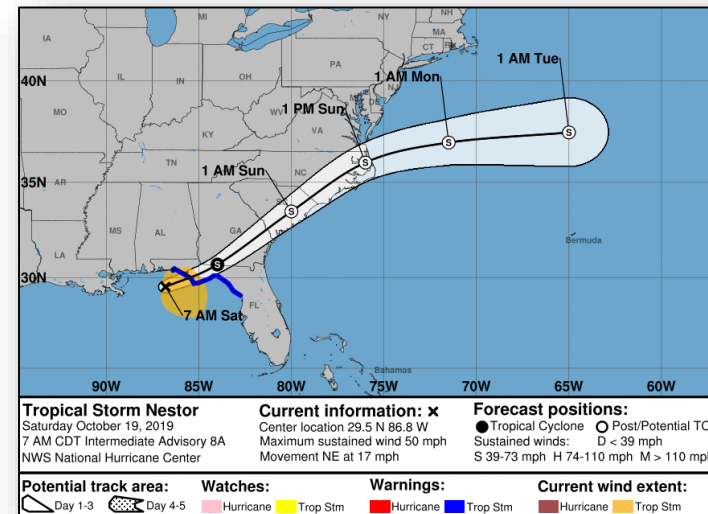 MI
NY
NH
IA
MA
CT
RI
40N
IL
IN
OH
PA
NJ
1 AM Mon
1 AM Tue
MO
WV
DE
1 PM Sun
KY
VA
TN
1 AM Sun
NC
35N
AR
SC
MS
AL
GA
S
S
S
S
S
Bermuda
LA
30N
7 AM Sat
FL
Bahamas
90W
85W
80W
75W
70W
65W
60W
Tropical Storm Nestor
Saturday October 19, 2019
7 AM CDT Intermediate Advisory 8A
NWS National Hurricane Center
Current information: ×
Center location 29.5 N 86.8 W
Maximum sustained wind 50 mph
Movement NE at 17 mph
Forecast positions:
● Tropical Cyclone ○ Post/Potential TC
Sustained winds: D < 39 mph
S 39-73 mph H 74-110 mph M > 110 mph
Potential track area:
Day 1-3 Day 4-5
Watches:
Hurricane Trop Stm
Warnings:
Hurricane Trop Stm
Current wind extent:
Hurricane Trop Stm